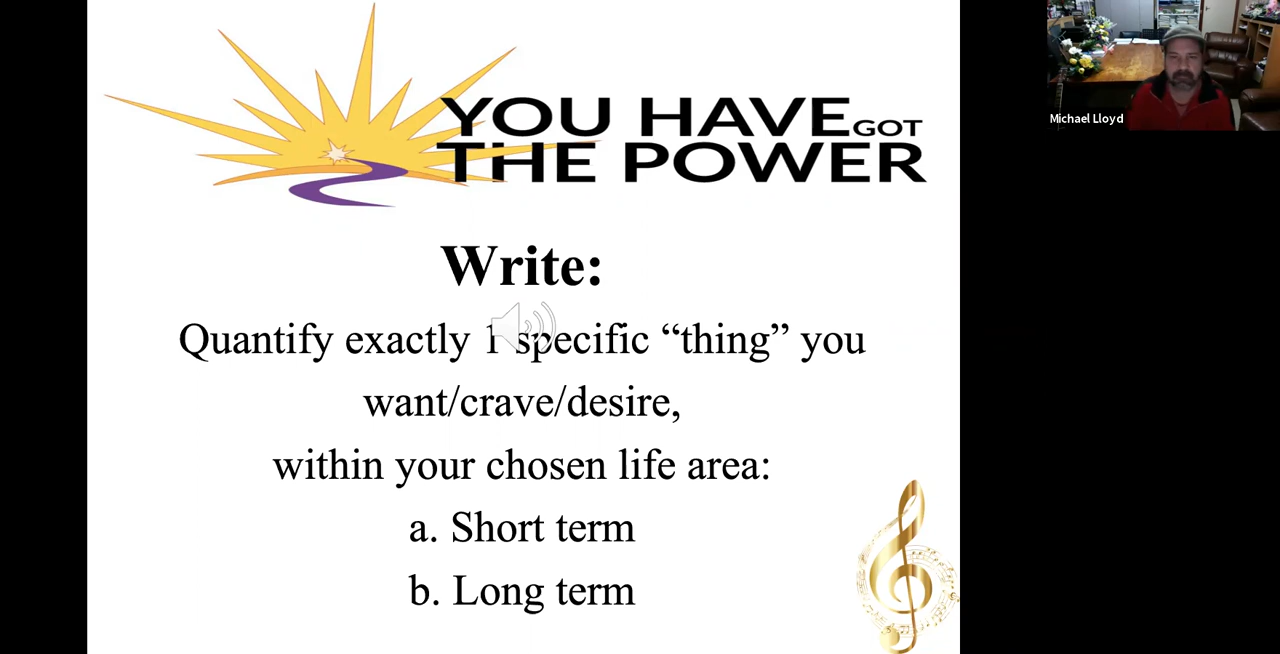 YOU HAVE GOT
THE POWER
Write:
Quantify exactly 1 specific “thing” you
want/crave/desire,
within your chosen life area:
a. Short term
b. Long term
Michael Lloyd